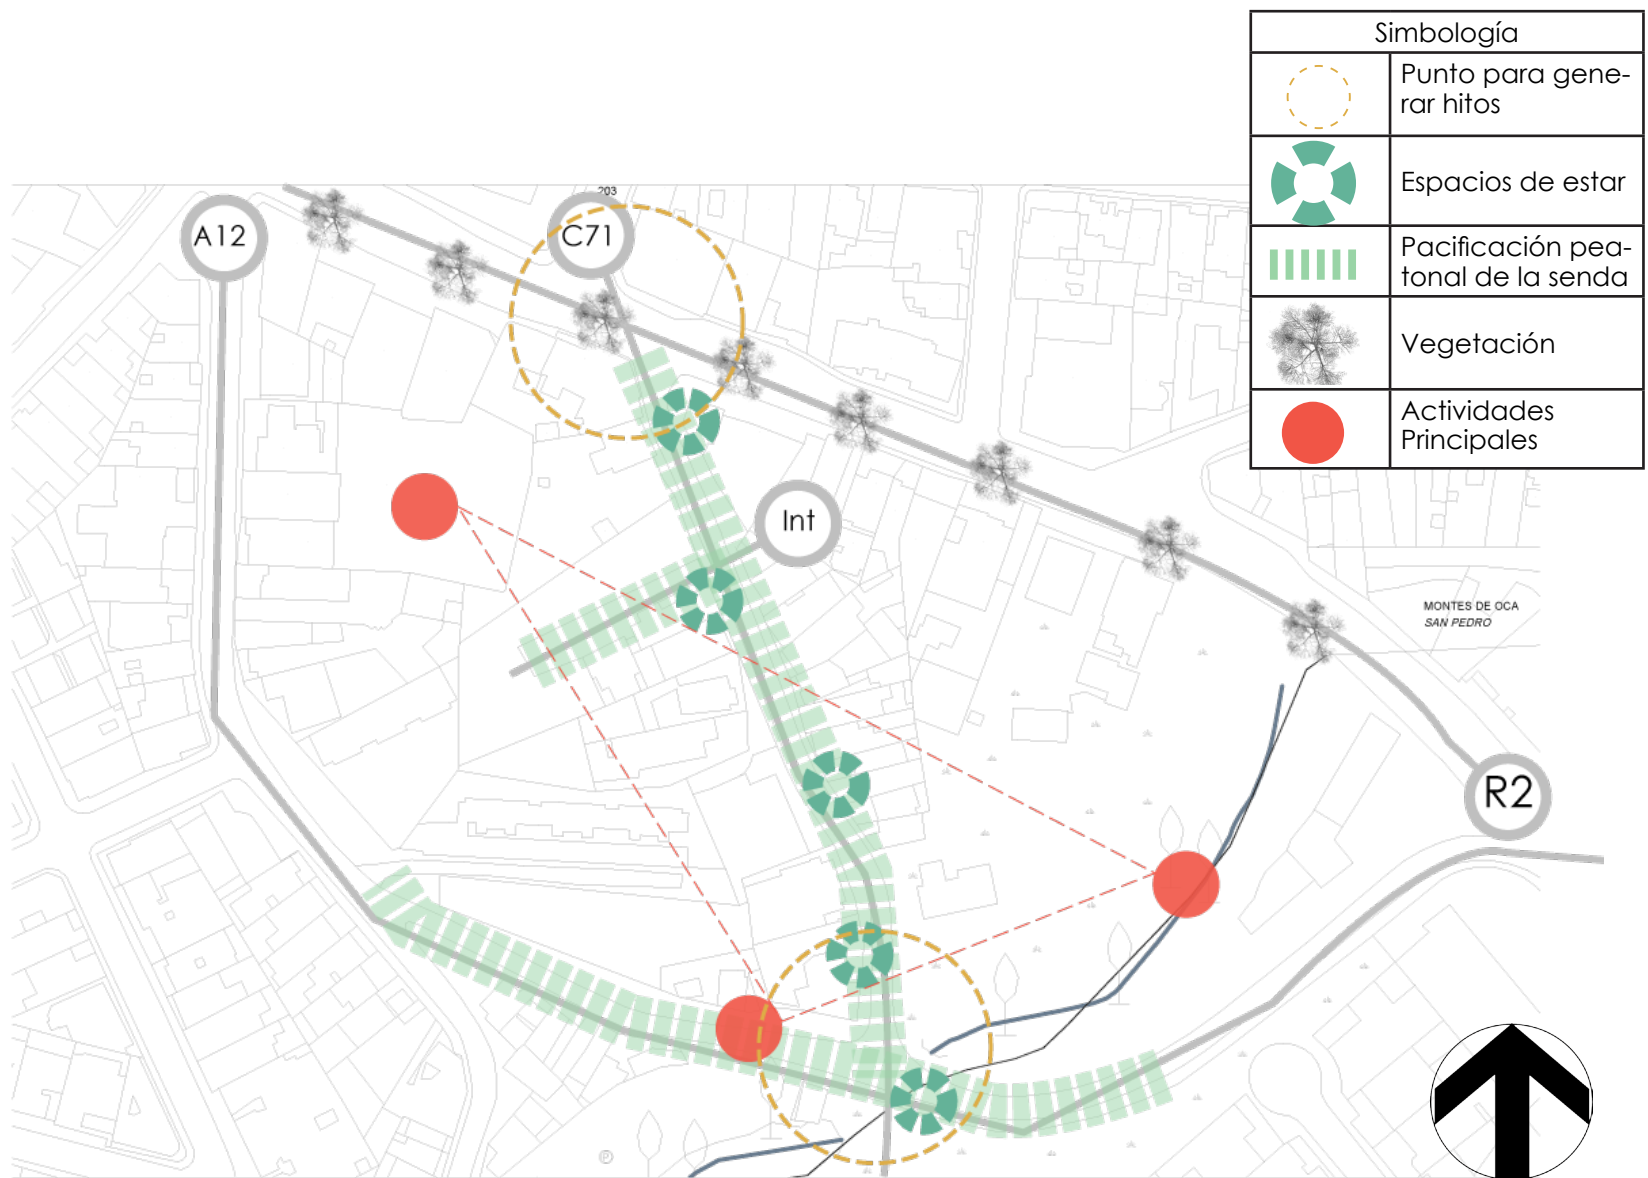 Simbología
Punto para gene-
rar hitos
Espacios de estar
Pacificación pea-
tonal de la senda
Vegetación
Actividades
Principales
203
A12
C71
Int
MONTES DE OCA
SAN PEDRO
R2
P